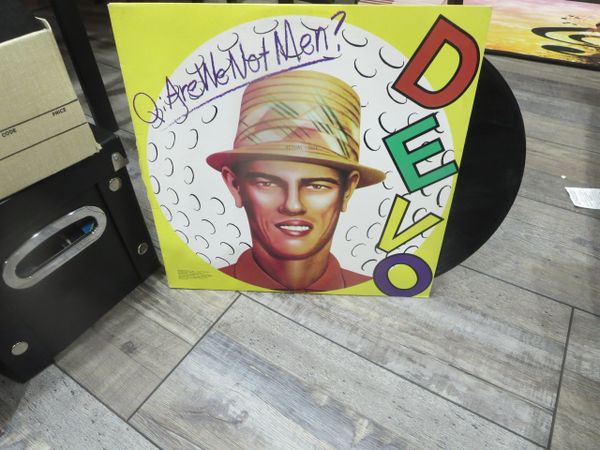 Q: Are We Not Men?
DEVO
CODE PRICE